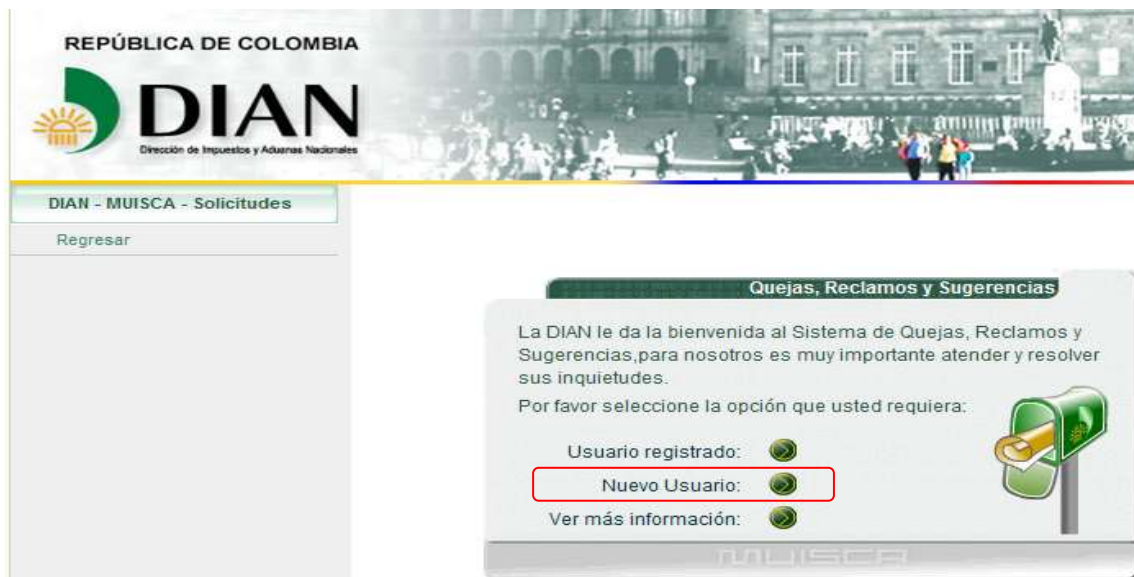 REPÚBLICA DE COLOMBIA
DIAN
Dirección de Impuestos y Aduanas Nacionales
DIAN - MUISCA - Solicitudes
Regresar
Quejas, Reclamos y Sugerencias
La DIAN le da la bienvenida al Sistema de Quejas, Reclamos y
Sugerencias,para nosotros es muy importante atender y resolver
sus inquietudes.
Por favor seleccione la opción que usted requiera:
Usuario registrado:
Nuevo Usuario:
Ver más información:
MUISCA